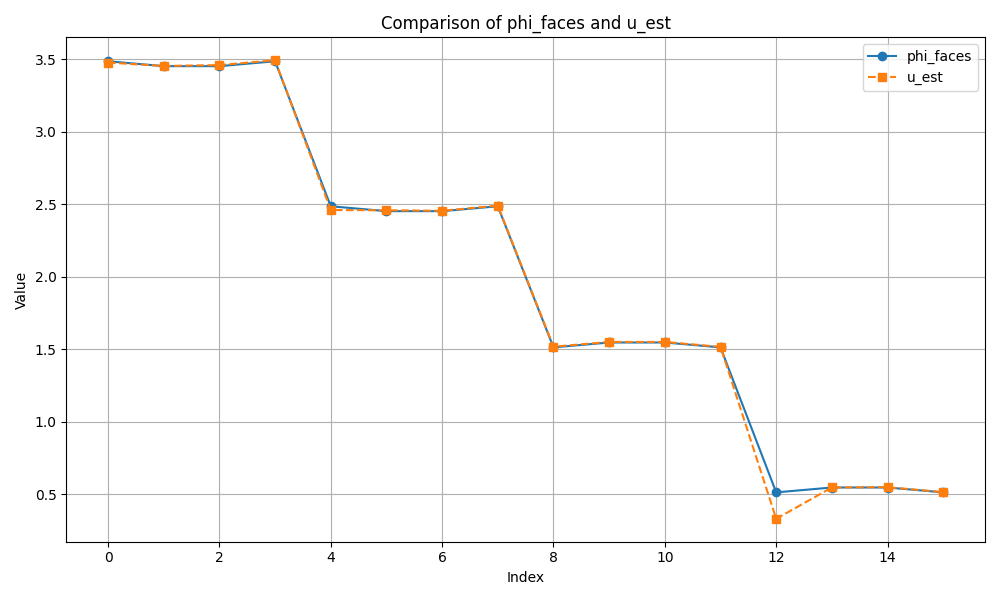 Comparison of phi_faces and u_est
phi_faces
u_est
3.5
3.0
2.5
2.0
1.5
1.0
0.5
Value
0 2 4 6 8 10 12 14
Index